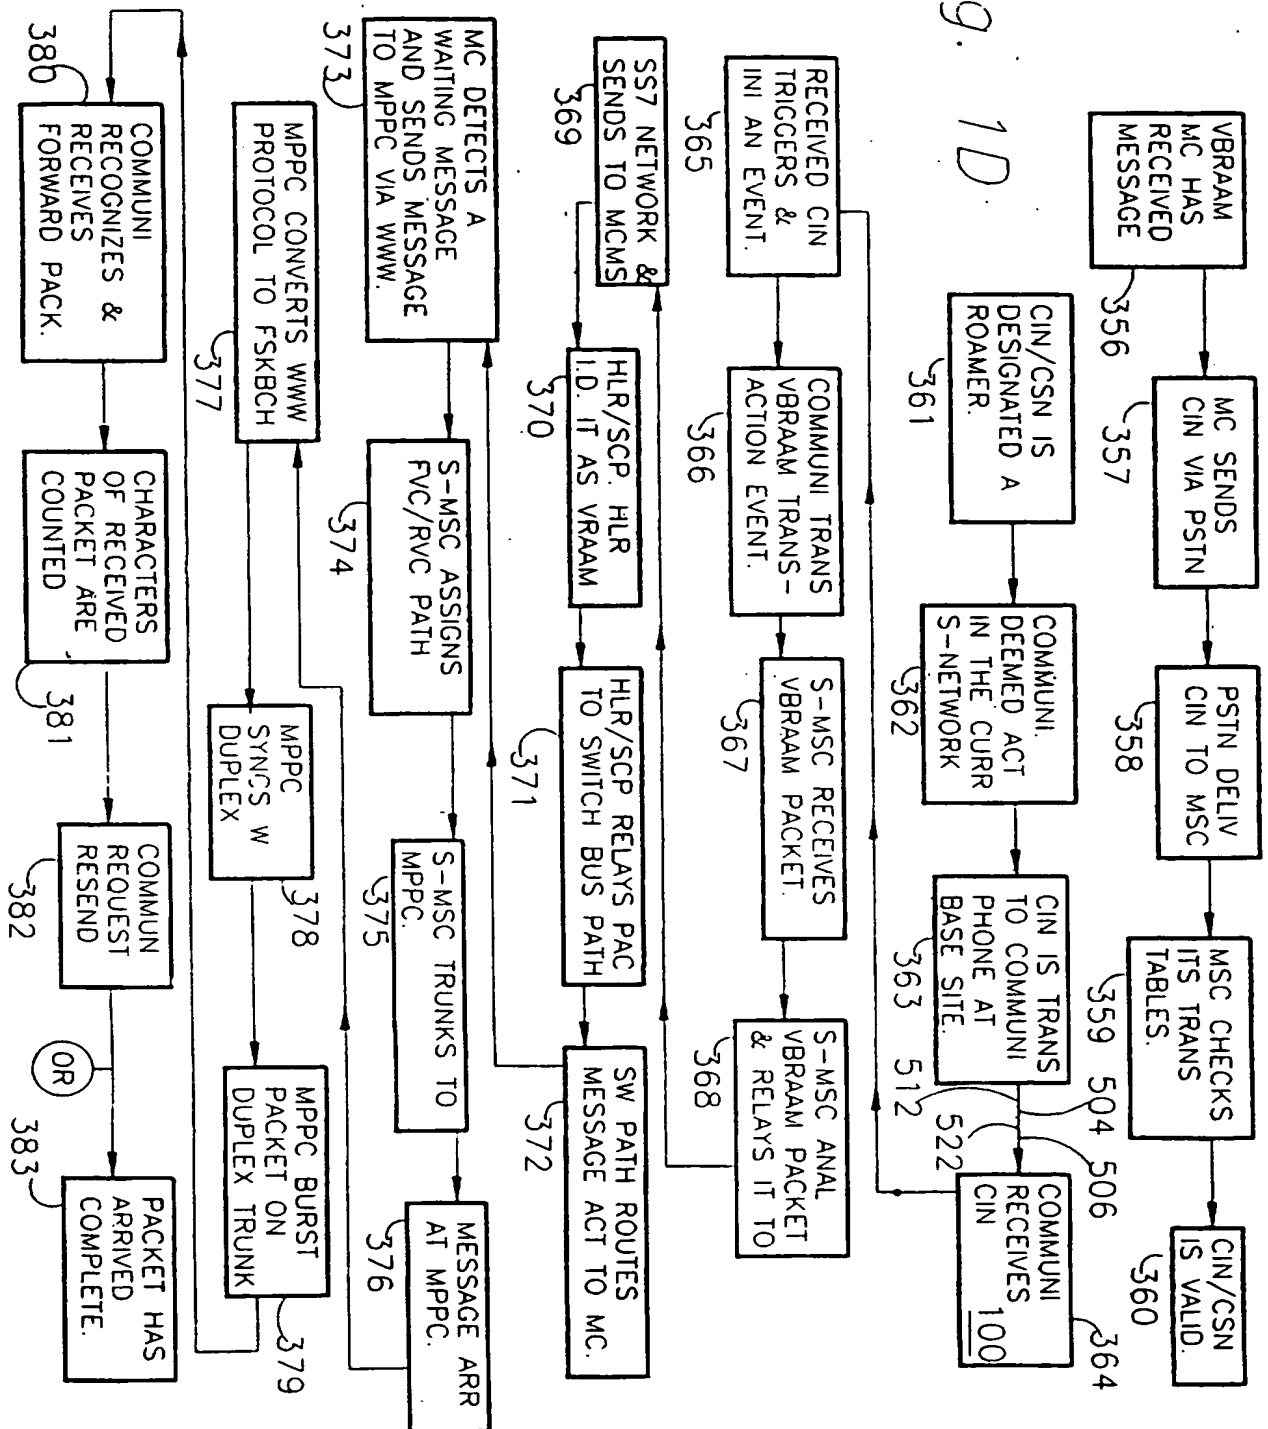 g. 1D
VBRAAM
MC HAS
RECEIVED
MESSAGE
356
MC SENDS
CIN VIA PSTN
357
PSTN DELIV
CIN TO MSC
358
MSC CHECKS
ITS TRANS
TABLES.
359
CIN/CSN
IS VALID.
360
CIN/CSN IS
DESIGNATED A
ROAMER.
361
COMMUNI.
DEEMED ACT
IN THE CURR
S-NETWORK
362
CIN IS TRANS
TO COMMUNI
PHONE AT
BASE SITE.
363
512
504
522
506
COMMUNI
RECEIVES
CIN
100
364
RECEIVED CIN
TRIGGERS &
INI AN EVENT.
365
COMMUNI TRANS
VBRAAM TRANS-
ACTION EVENT.
366
S-MSC RECEIVES
VBRAAM PACKET.
367
S-MSC ANAL
VBRAAM PACKET
& RELAYS IT TO
368
SS7 NETWORK &
SENDS TO MCMS
369
HLR/SCP. HLR
I.D. IT AS VRAAM
370
HLR/SCP RELAYS PAC
TO SWITCH BUS PATH
371
SW PATH ROUTES
MESSAGE ACT TO MC.
372
MC DETECTS A
WAITING MESSAGE
AND SENDS MESSAGE
TO MPPC VIA WWW.
373
S-MSC ASSIGNS
FVC/RVC PATH
374
S-MSC TRUNKS TO
MPPC.
375
MESSAGE ARR
AT MPPC.
376
MPPC CONVERTS WWW
PROTOCOL TO FSKBCH
377
MPPC
SYNCS W
DUPLEX
378
MPPC BURST
PACKET ON
DUPLEX TRUNK
379
COMMUNI
RECOGNIZES &
RECEIVES
FORWARD PACK.
380
CHARACTERS
OF RECEIVED
PACKET ARE
COUNTED
381
COMMUN
REQUEST
RESEND
382
OR
PACKET HAS
ARRIVED
COMPLETE.
383